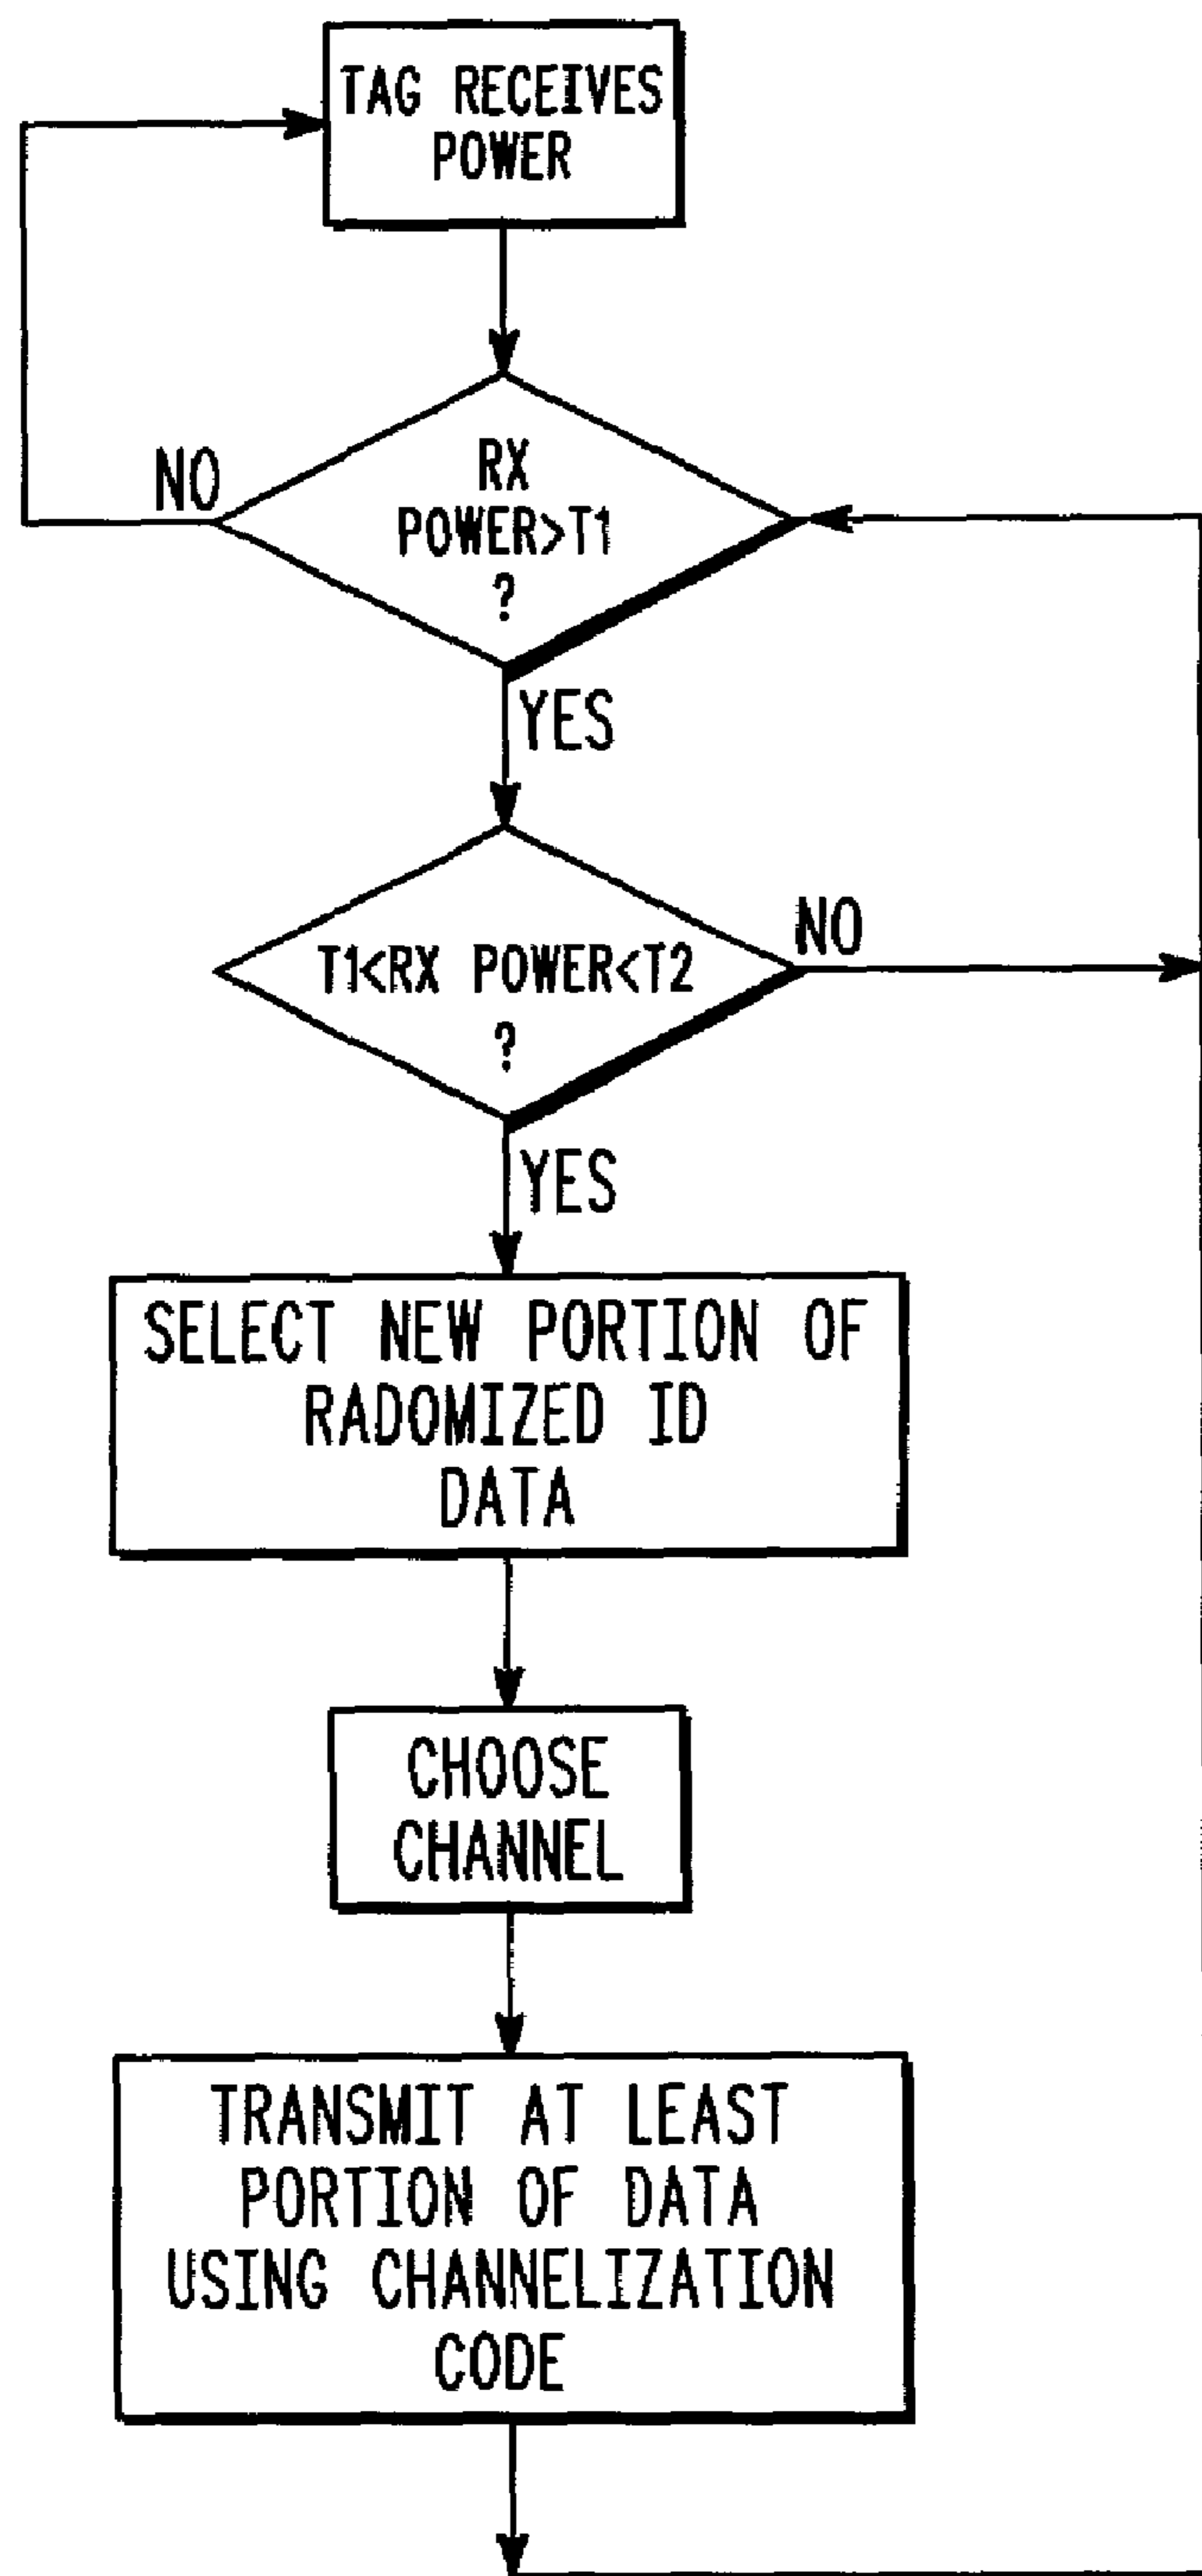 TAG RECEIVES
POWER
NO
RX
POWER>T1
?
YES
T1<RX POWER<T2
?
NO
YES
SELECT NEW PORTION OF
RADOMIZED ID
DATA
CHOOSE
CHANNEL
TRANSMIT AT LEAST
PORTION OF DATA
USING CHANNELIZATION
CODE